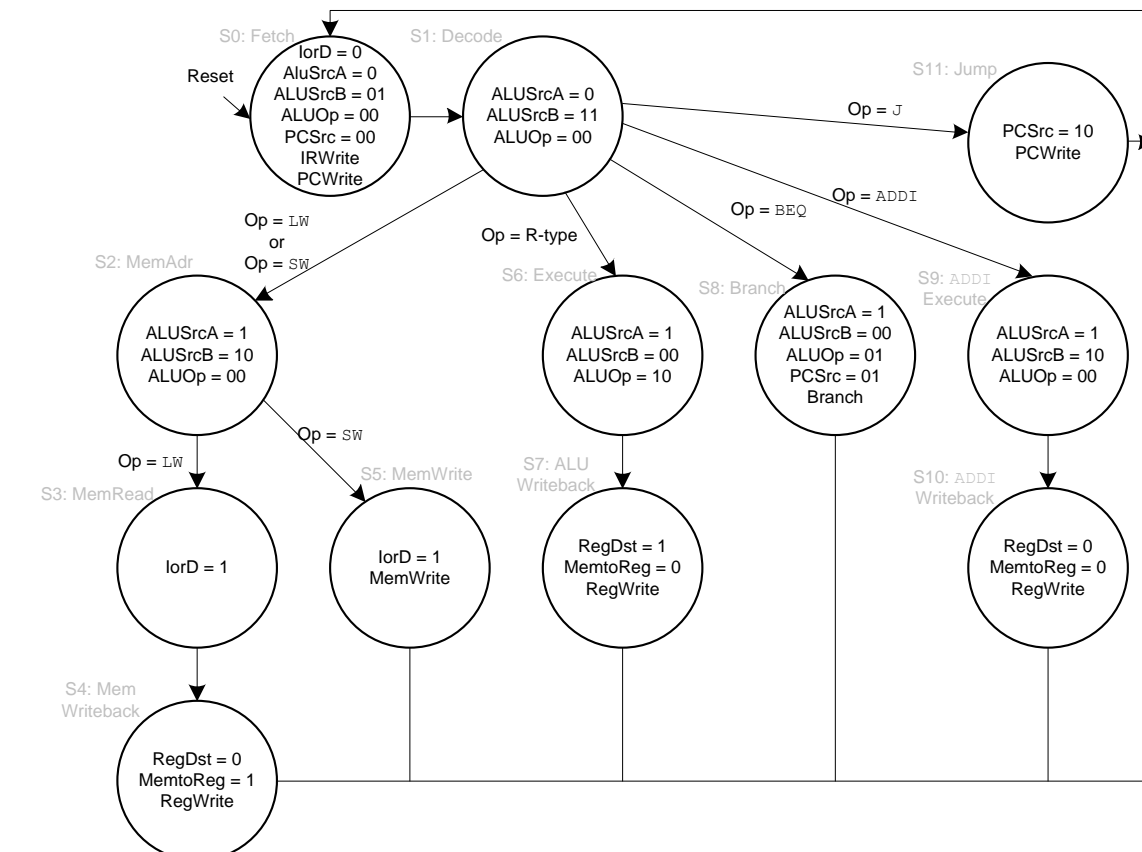 S0: Fetch
IorD = 0
AluSrcA = 0
ALUSrcB = 01
ALUOp = 00
PCSrc = 00
IRWrite
PCWrite
Reset
S1: Decode
ALUSrcA = 0
ALUSrcB = 11
ALUOp = 00
S11: Jump
PCSrc = 10
PCWrite
Op = J
Op = ADDI
Op = BEQ
Op = R-type
Op = LW
or
Op = SW
S2: MemAdr
ALUSrcA = 1
ALUSrcB = 10
ALUOp = 00
S6: Execute
ALUSrcA = 1
ALUSrcB = 00
ALUOp = 10
S8: Branch
ALUSrcA = 1
ALUSrcB = 00
ALUOp = 01
PCSrc = 01
Branch
S9: ADDI
Execute
ALUSrcA = 1
ALUSrcB = 10
ALUOp = 00
Op = LW
Op = SW
S3: MemRead
IorD = 1
S5: MemWrite
IorD = 1
MemWrite
S7: ALU
Writeback
RegDst = 1
MemtoReg = 0
RegWrite
S10: ADDI
Writeback
RegDst = 0
MemtoReg = 0
RegWrite
S4: Mem
Writeback
RegDst = 0
MemtoReg = 1
RegWrite